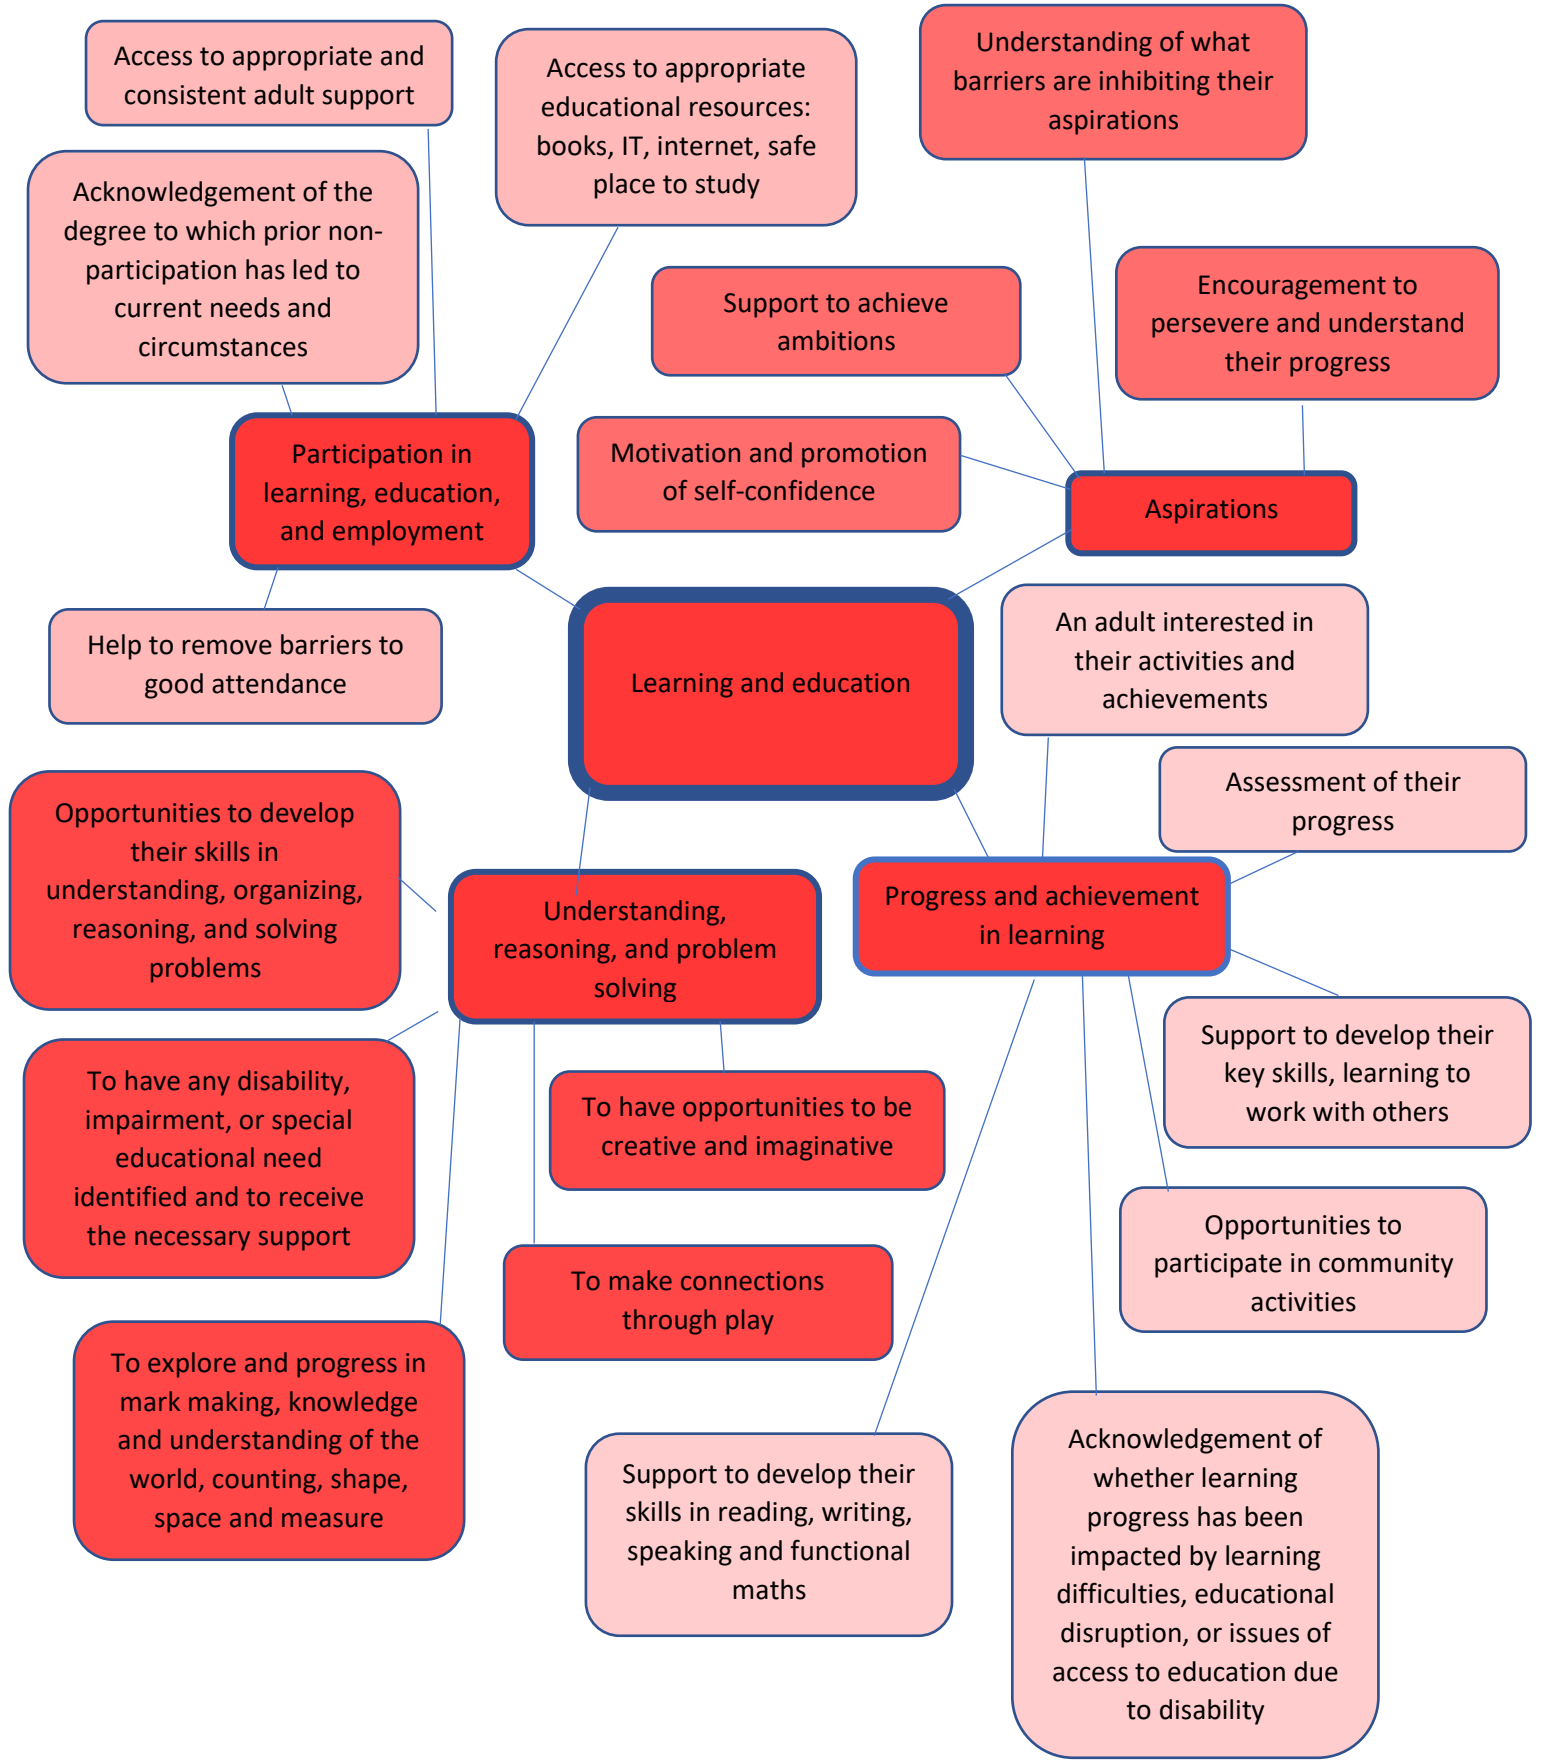 Access to appropriate and
consistent adult support
Access to appropriate
educational resources:
books, IT, internet, safe
place to study
Understanding of what
barriers are inhibiting their
aspirations
Acknowledgement of the
degree to which prior non-
participation has led to
current needs and
circumstances
Support to achieve
ambitions
Encouragement to
persevere and understand
their progress
Participation in
learning, education,
and employment
Motivation and promotion
of self-confidence
Aspirations
Help to remove barriers to
good attendance
Learning and education
An adult interested in
their activities and
achievements
Assessment of their
progress
Opportunities to develop
their skills in
understanding, organizing,
reasoning, and solving
problems
Understanding,
reasoning, and problem
solving
Progress and achievement
in learning
Support to develop their
key skills, learning to
work with others
To have any disability,
impairment, or special
educational need
identified and to receive
the necessary support
To have opportunities to be
creative and imaginative
Opportunities to
participate in community
activities
To make connections
through play
To explore and progress in
mark making, knowledge
and understanding of the
world, counting, shape,
space and measure
Support to develop their
skills in reading, writing,
speaking and functional
maths
Acknowledgement of
whether learning
progress has been
impacted by learning
difficulties, educational
disruption, or issues of
access to education due
to disability